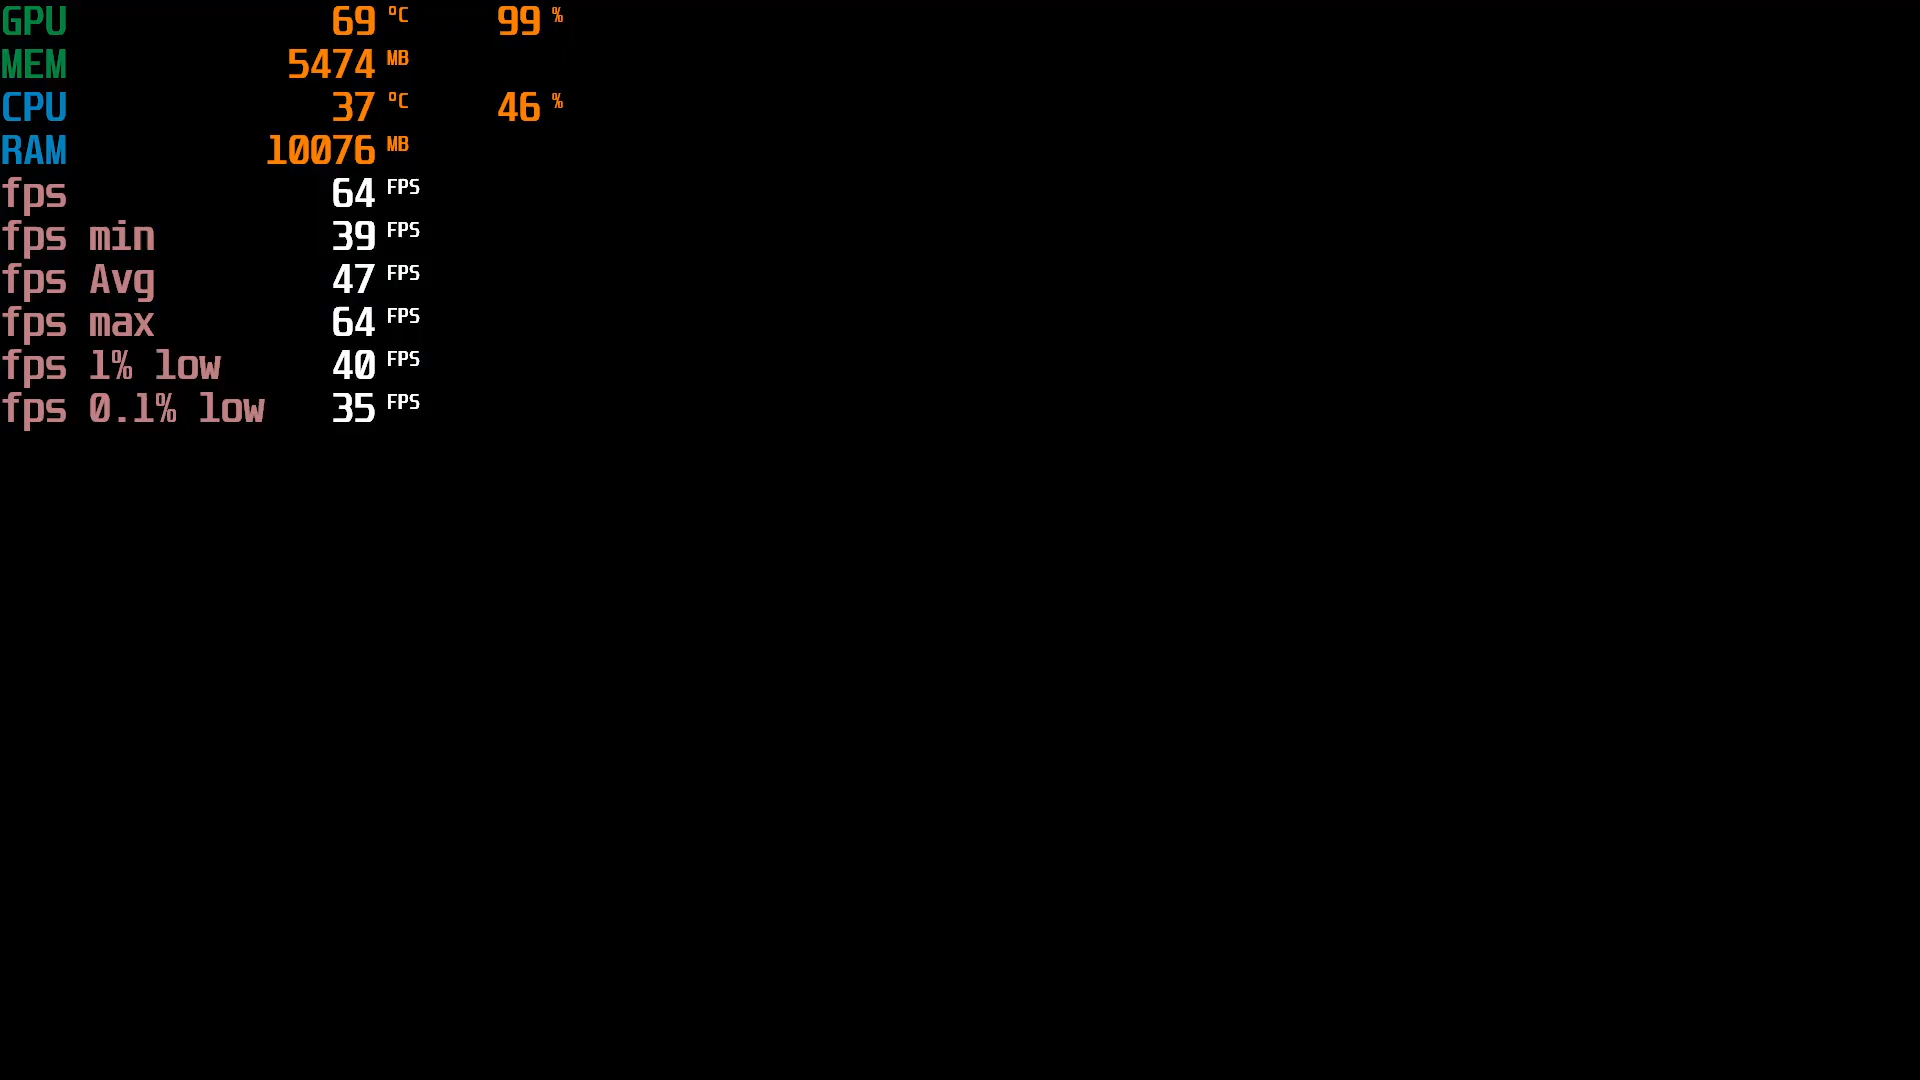 GPU 69 °C 99 %
MEM 5474 MB
CPU 37 °C 46 %
RAM 10076 MB
fps 64 FPS
fps min 39 FPS
fps Avg 47 FPS
fps max 64 FPS
fps 1% low 40 FPS
fps 0.1% low 35 FPS